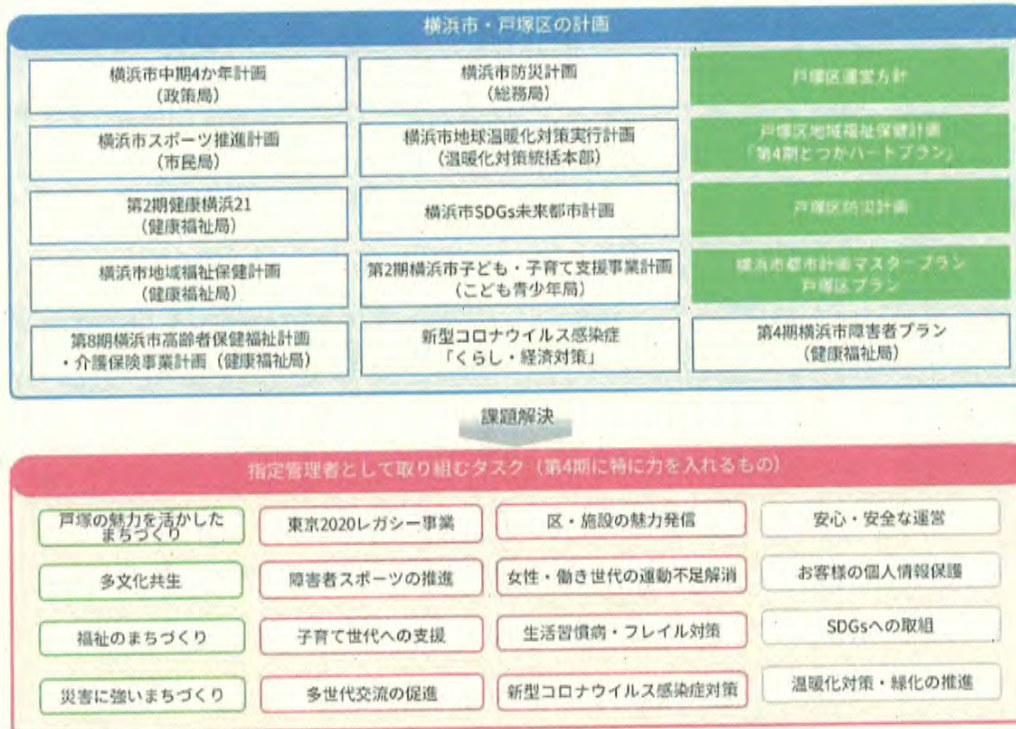 横浜市・戸塚区の計画
横浜市中期4か年計画
(政策局)
横浜市防災計画
(総務局)
戸塚区運営方針
横浜市スポーツ推進計画
(市民局)
横浜市地球温暖化対策実行計画
(温暖化対策統括本部)
戸塚区地域福祉保健計画
「第4期とつかハートプラン」
第2期健康横浜21
(健康福祉局)
横浜市SDGs未来都市計画
戸塚区防災計画
横浜市地域福祉保健計画
(健康福祉局)
第2期横浜市子ども・子育て支援事業計画
(こども青少年局)
横浜市都市計画マスタープラン
戸塚区プラン
第8期横浜市高齢者保健福祉計画
・介護保険事業計画(健康福祉局)
新型コロナウイルス感染症
「くらし・経済対策」
第4期横浜市障害者プラン
(健康福祉局)
課題解決
指定管理者として取り組むタスク(第4期に特に力を入れるもの)
戸塚の魅力を活かした
まちづくり
東京2020レガシー事業
区・施設の魅力発信
安心・安全な運営
多文化共生
障害者スポーツの推進
女性・働き世代の運動不足解消
お客様の個人情報保護
福祉のまちづくり
子育て世代への支援
生活習慣病・フレイル対策
SDGsへの取組
災害に強いまちづくり
多世代交流の促進
新型コロナウイルス感染症対策
温暖化対策・緑化の推進